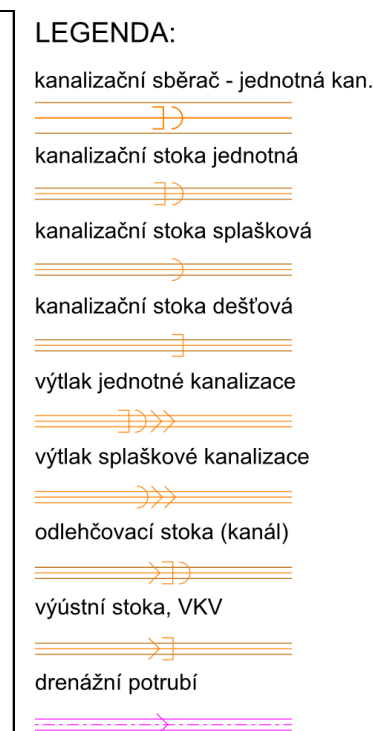 LEGENDA:
kanalizační sběrač - jednotná kan.
kanalizační stoka jednotná
kanalizační stoka splašková
kanalizační stoka dešťová
výtlak jednotné kanalizace
výtlak splaškové kanalizace
odlehčovací stoka (kanál)
výústní stoka, VKV
drenážní potrubí